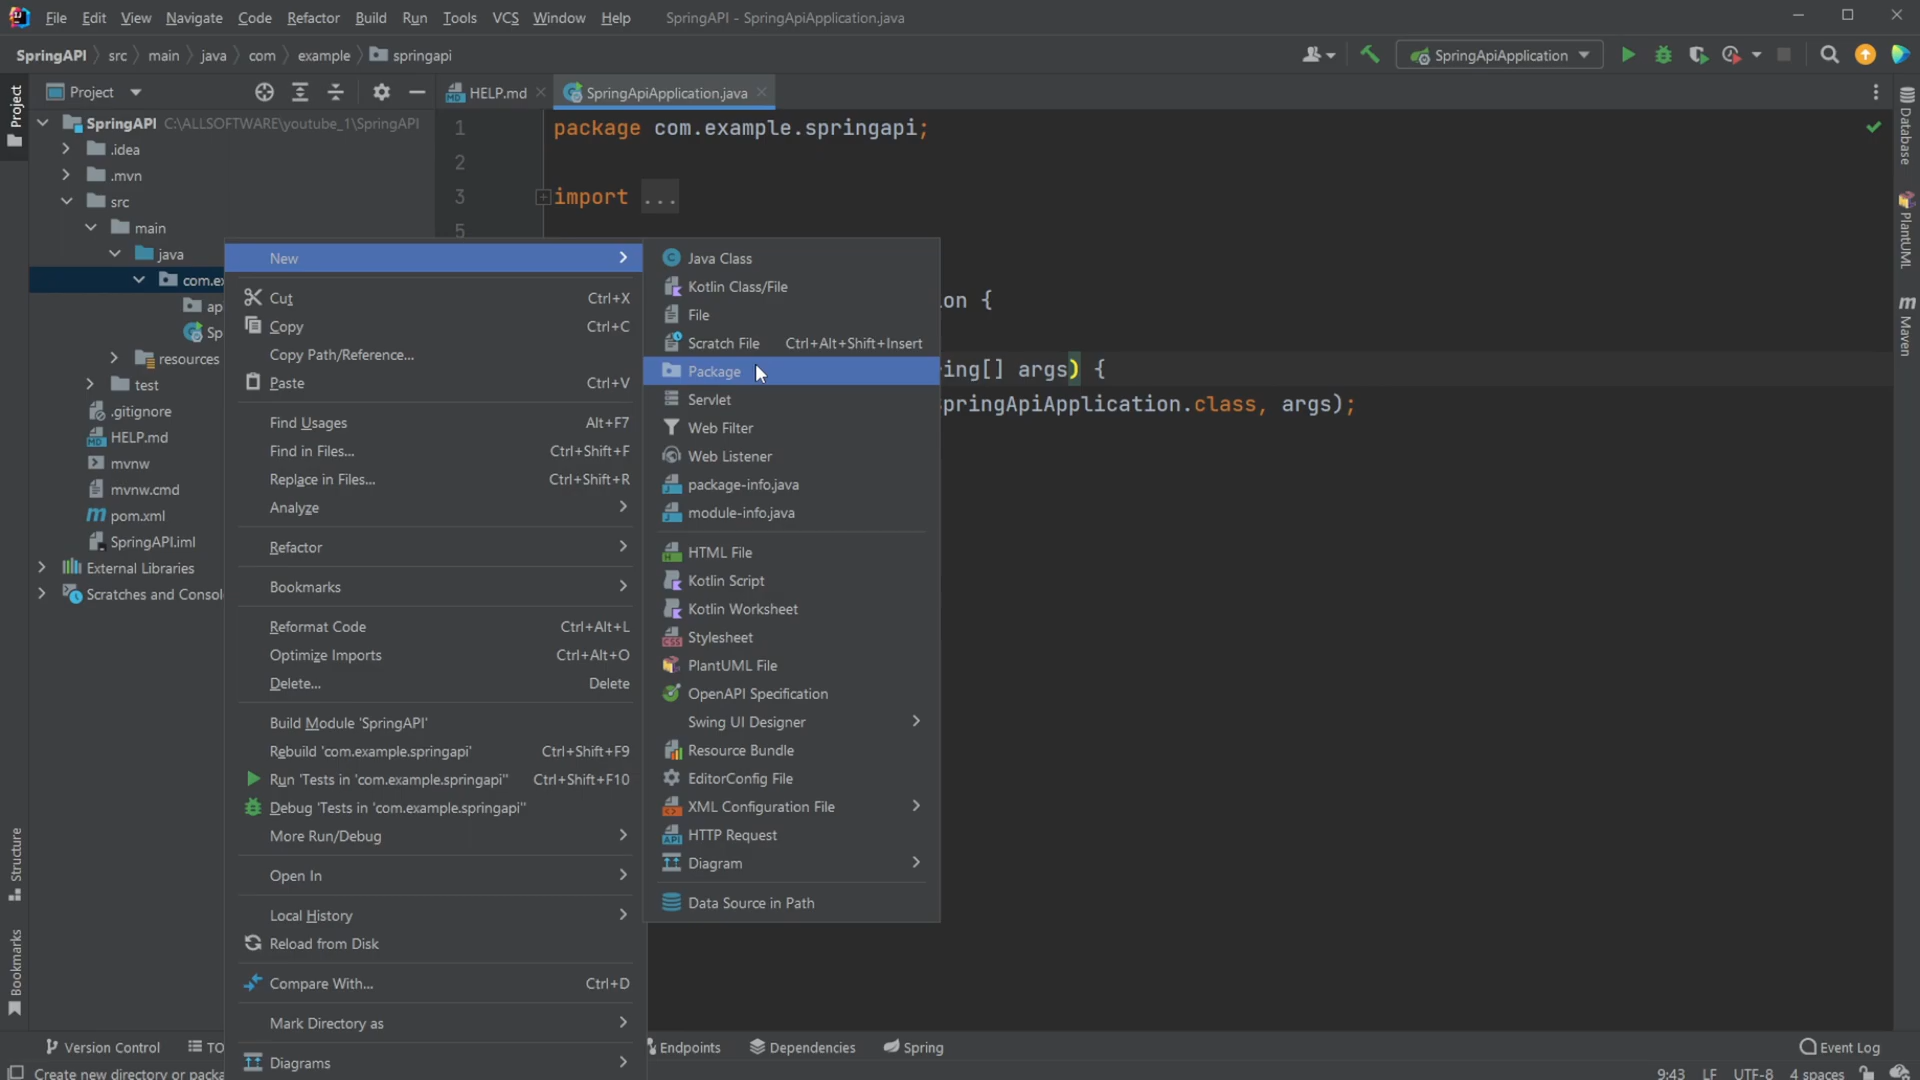 File Edit View Navigate Code Refactor Build Run Tools VCS Window Help SpringAPI - SpringApiApplication.java
SpringAPI src main java com example springapi SpringApiApplication
Project HELP.md SpringApiApplication.java
Project
SpringAPI C:\ALLSOFTWARE\youtube_1\SpringAPI
.idea
.mvn
src
main
java
com.ex
ap
Sp
resources
test
.gitignore
HELP.md
mvnw
mvnw.cmd
pom.xml
SpringAPI.iml
External Libraries
Scratches and Consol
Structure
Bookmarks
1 package com.example.springapi;
2
3 import ...
5
on {
ing[] args) {
pringApiApplication.class, args);
New
Cut Ctrl+X
Copy Ctrl+C
Copy Path/Reference...
Paste Ctrl+V
Find Usages Alt+F7
Find in Files... Ctrl+Shift+F
Replace in Files... Ctrl+Shift+R
Analyze
Refactor
Bookmarks
Reformat Code Ctrl+Alt+L
Optimize Imports Ctrl+Alt+O
Delete... Delete
Build Module 'SpringAPI'
Rebuild 'com.example.springapi' Ctrl+Shift+F9
Run 'Tests in 'com.example.springapi'' Ctrl+Shift+F10
Debug 'Tests in 'com.example.springapi''
More Run/Debug
Open In
Local History
Reload from Disk
Compare With... Ctrl+D
Mark Directory as
Diagrams
Java Class
Kotlin Class/File
File
Scratch File Ctrl+Alt+Shift+Insert
Package
Servlet
Web Filter
Web Listener
package-info.java
module-info.java
HTML File
Kotlin Script
Kotlin Worksheet
Stylesheet
PlantUML File
OpenAPI Specification
Swing UI Designer
Resource Bundle
EditorConfig File
XML Configuration File
HTTP Request
Diagram
Data Source in Path
Database
PlantUML
Maven
Version Control TO Endpoints Dependencies Spring Event Log
Create new directory or packa 9:43 LF UTF-8 4 spaces